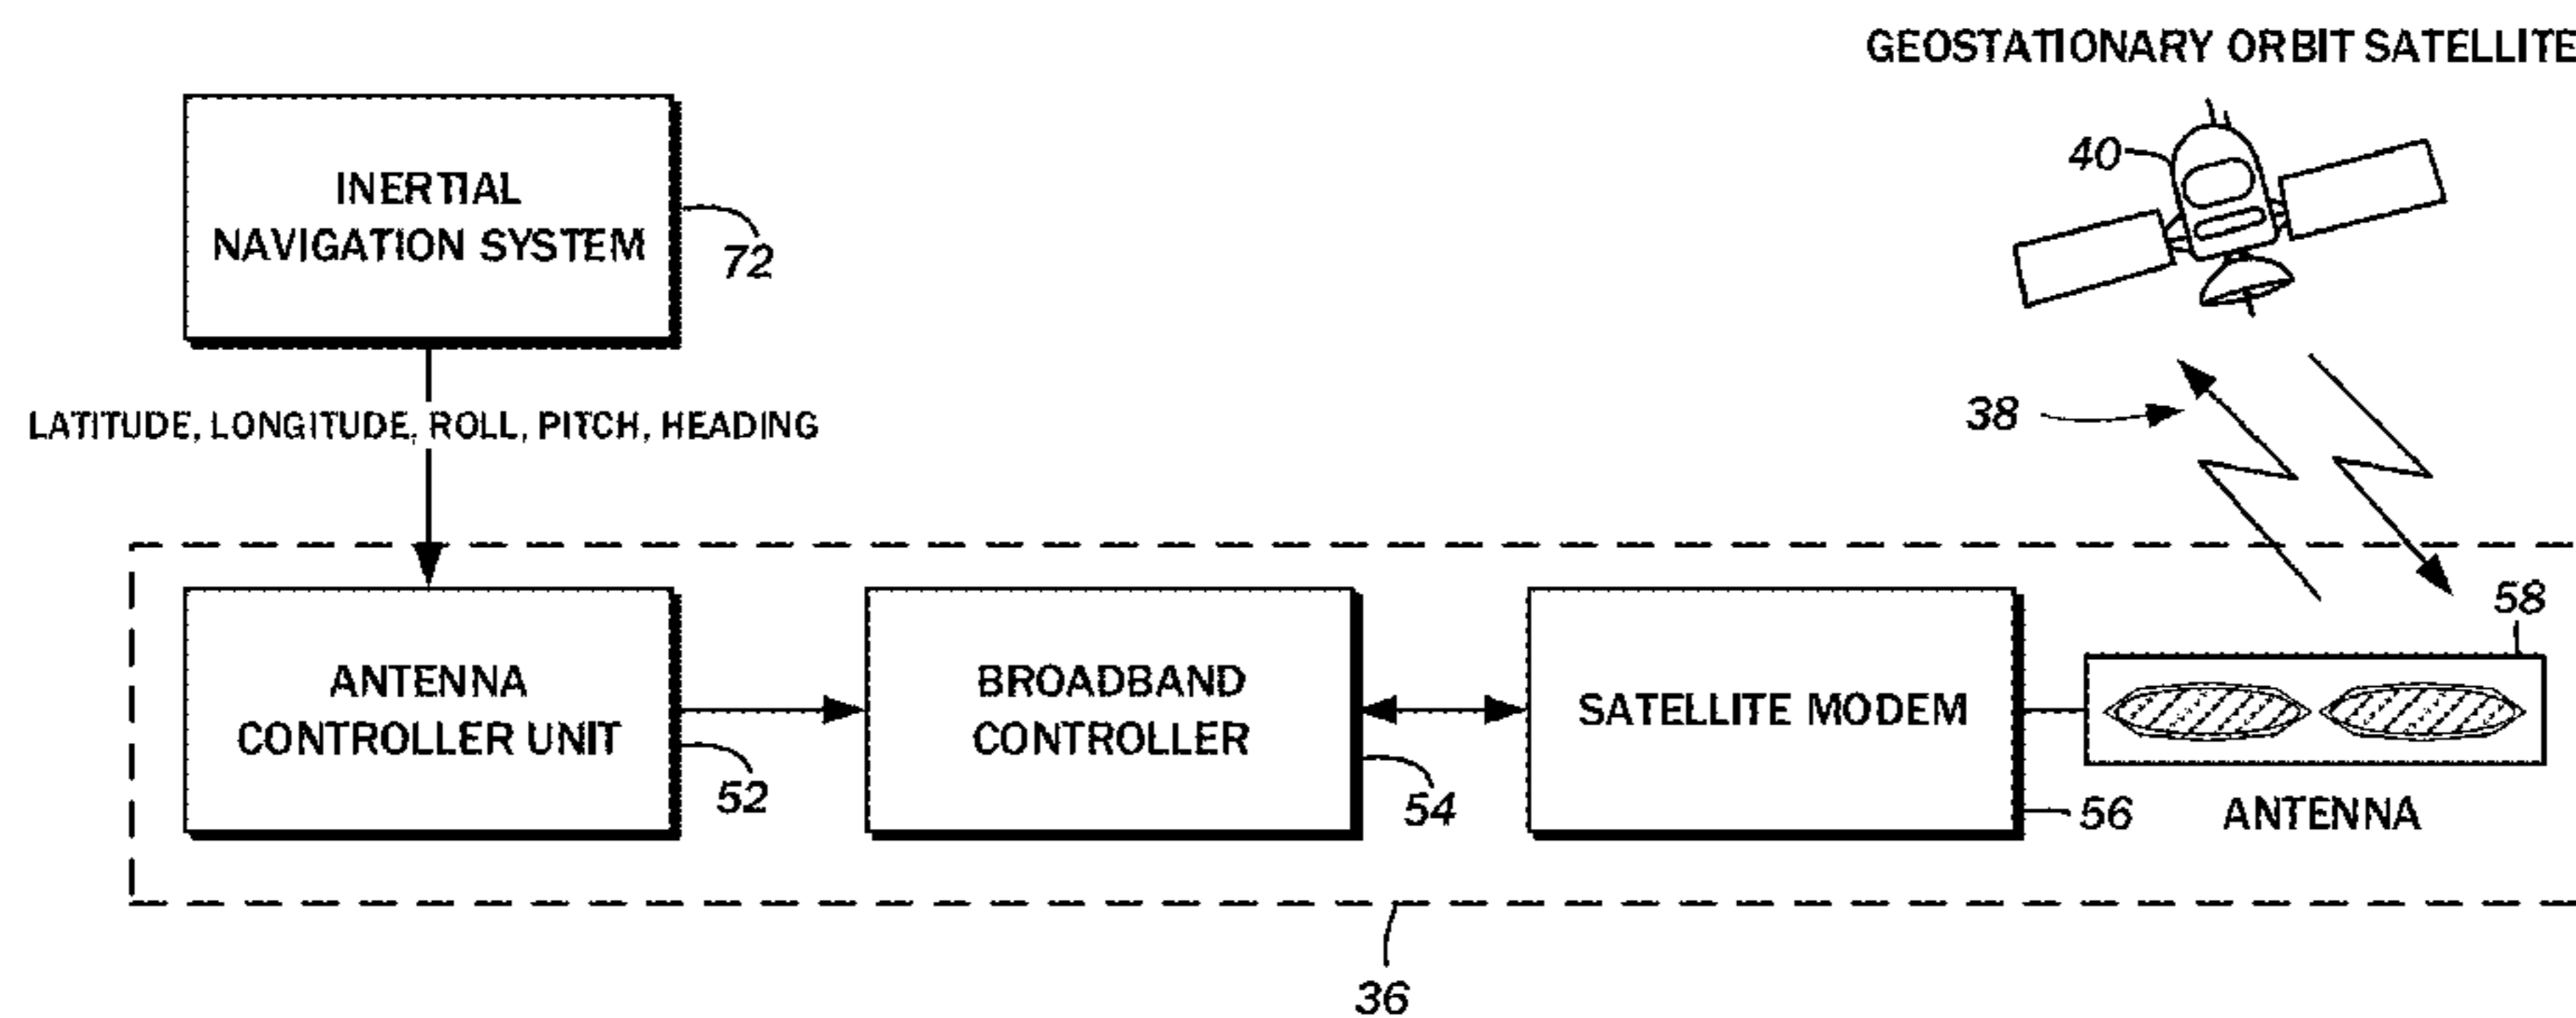 GEOSTATIONARY ORBIT SATELLITE
40
INERTIAL
NAVIGATION SYSTEM
72
LATITUDE, LONGITUDE, ROLL, PITCH, HEADING
38
58
ANTENNA
CONTROLLER UNIT
52
BROADBAND
CONTROLLER
54
SATELLITE MODEM
56
ANTENNA
36